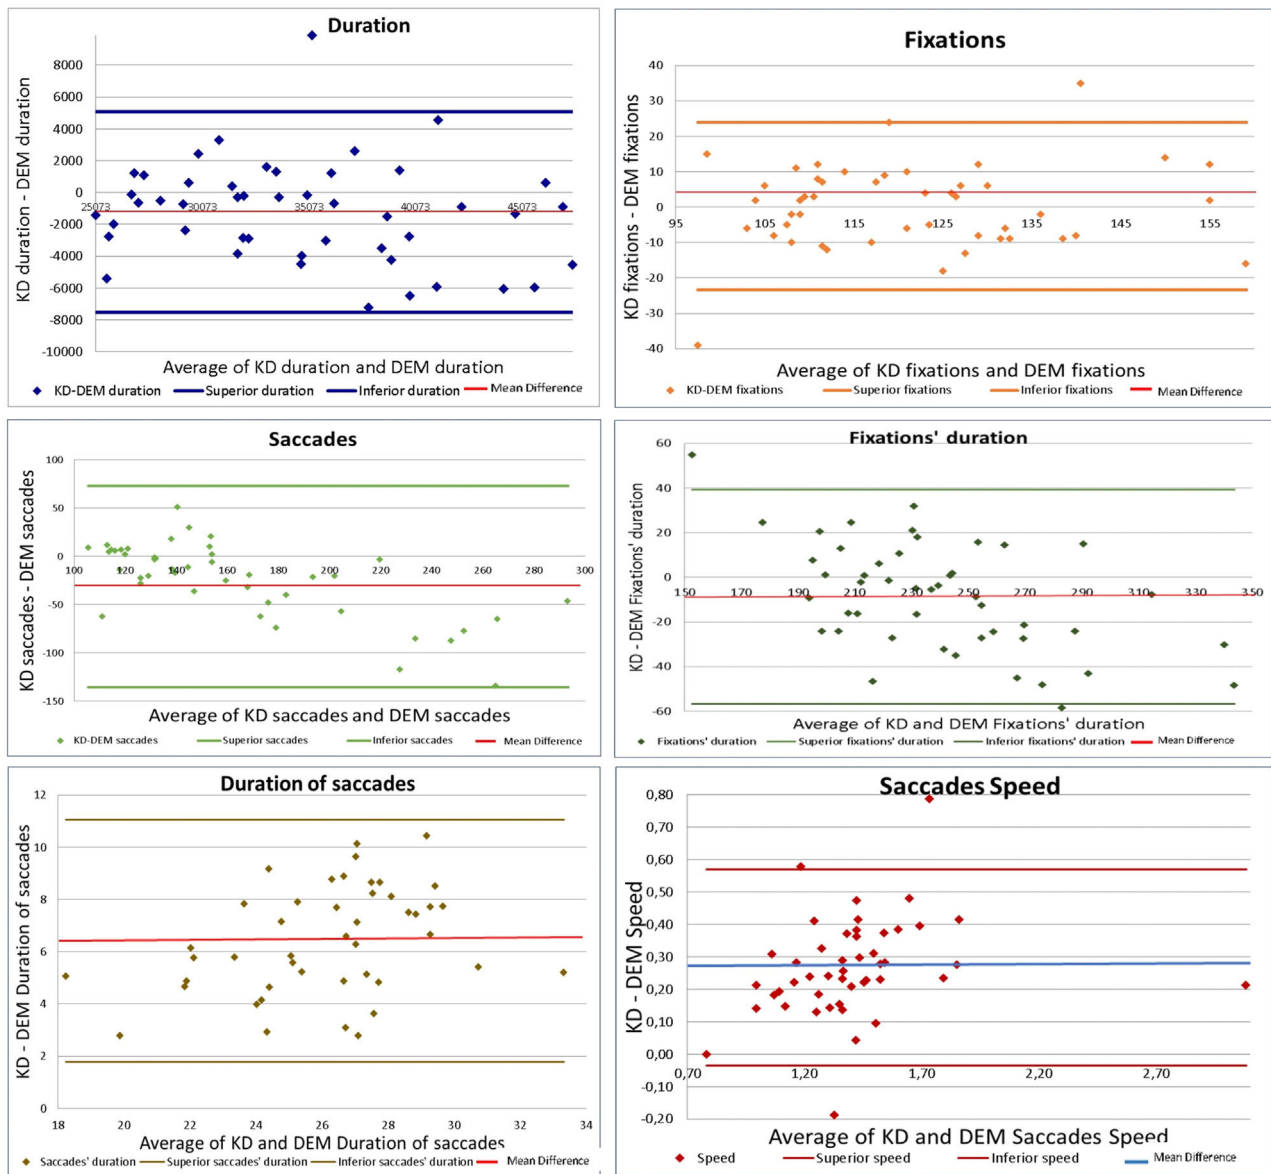 Duration
KD duration - DEM duration
8000
6000
4000
2000
0
-2000
-4000
-6000
-8000
-10000
25073 30073 35073 40073 45073
Average of KD duration and DEM duration
KD-DEM duration Superior duration Inferior duration Mean Difference
Fixations
KD fixations - DEM fixations
40
30
20
10
0
-10
-20
-30
-40
95 105 115 125 135 145 155
Average of KD fixations and DEM fixations
KD-DEM fixations Superior fixations Inferior fixations Mean Difference
Saccades
KD saccades - DEM saccades
100
50
0
-50
-100
-150
100 120 140 160 180 200 220 240 260 280 300
Average of KD saccades and DEM saccades
KD-DEM saccades Superior saccades Inferior saccades Mean Difference
Fixations' duration
KD - DEM Fixations' duration
60
40
20
0
-20
-40
-60
150 170 190 210 230 250 270 290 310 330 350
Average of KD and DEM Fixations' duration
Fixations' duration Superior fixations' duration Inferior fixations' duration Mean Difference
Duration of saccades
KD - DEM Duration of saccades
12
10
8
6
4
2
0
18 20 22 24 26 28 30 32 34
Average of KD and DEM Duration of saccades
Saccades' duration Superior saccades' duration Inferior saccades' duration Mean Difference
Saccades Speed
KD - DEM Speed
0,80
0,70
0,60
0,50
0,40
0,30
0,20
0,10
0,00
-0,10
-0,20
0,70 1,20 1,70 2,20 2,70
Average of KD and DEM Saccades Speed
Speed Superior speed Inferior speed Mean Difference